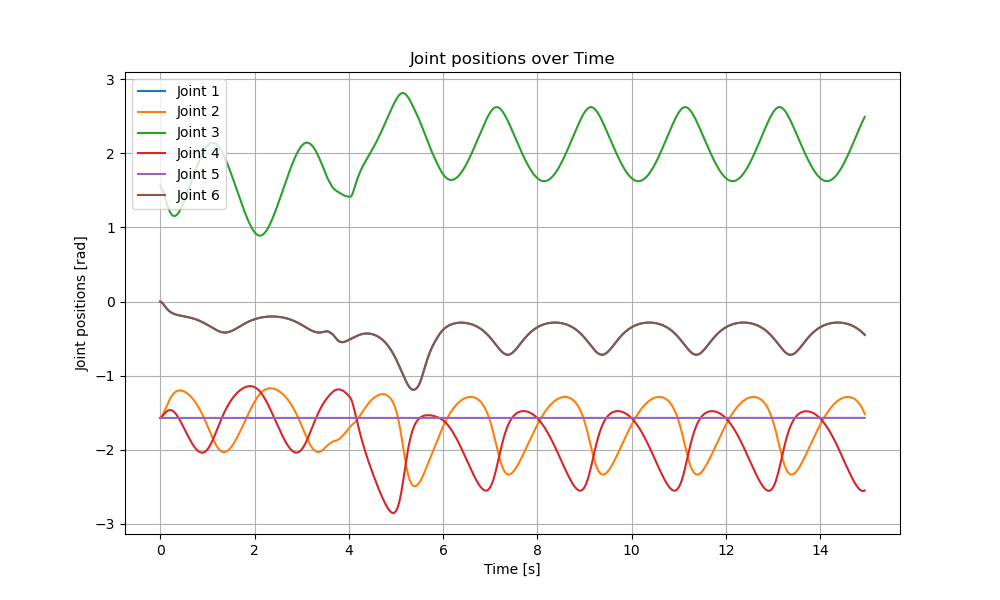 Joint positions over Time
3
2
1
0
−1
−2
−3
Joint positions [rad]
Joint 1
Joint 2
Joint 3
Joint 4
Joint 5
Joint 6
0 2 4 6 8 10 12 14
Time [s]